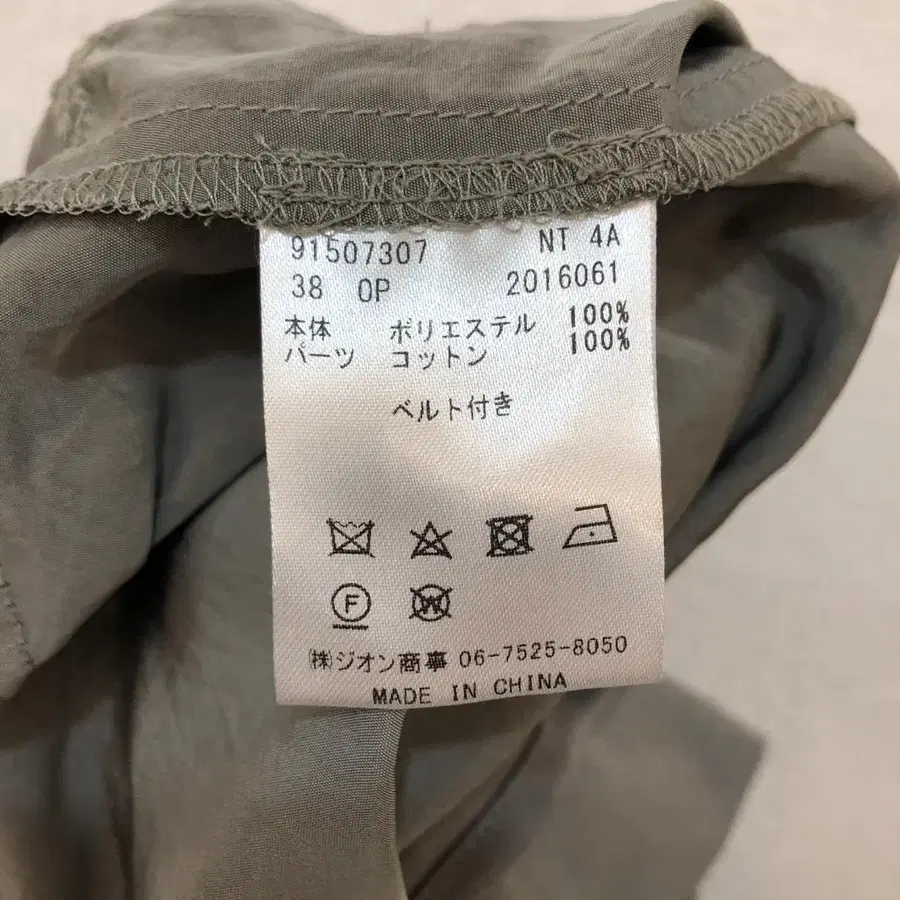 91507307 NT 4A
38 OP 2016061
本体 ポリエステル 100%
パーツ コットン 100%
ベルト付き
F W
㈱ジオン商事 06-7525-8050
MADE IN CHINA